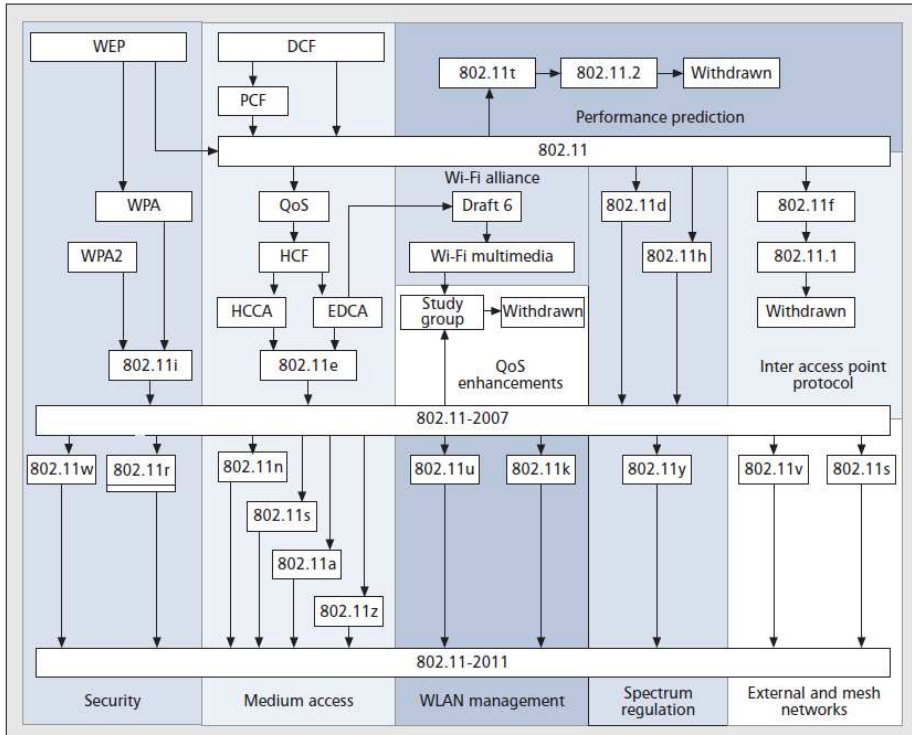 WEP
DCF
802.11t
802.11.2
Withdrawn
PCF
Performance prediction
802.11
Wi-Fi alliance
WPA
QoS
Draft 6
802.11d
802.11f
WPA2
HCF
Wi-Fi multimedia
802.11h
802.11.1
HCCA
EDCA
Study
group
Withdrawn
Withdrawn
802.11i
802.11e
QoS
enhancements
Inter access point
protocol
802.11-2007
802.11w
802.11r
802.11n
802.11u
802.11k
802.11y
802.11v
802.11s
802.11s
802.11a
802.11z
802.11-2011
Security
Medium access
WLAN management
Spectrum
regulation
External and mesh
networks